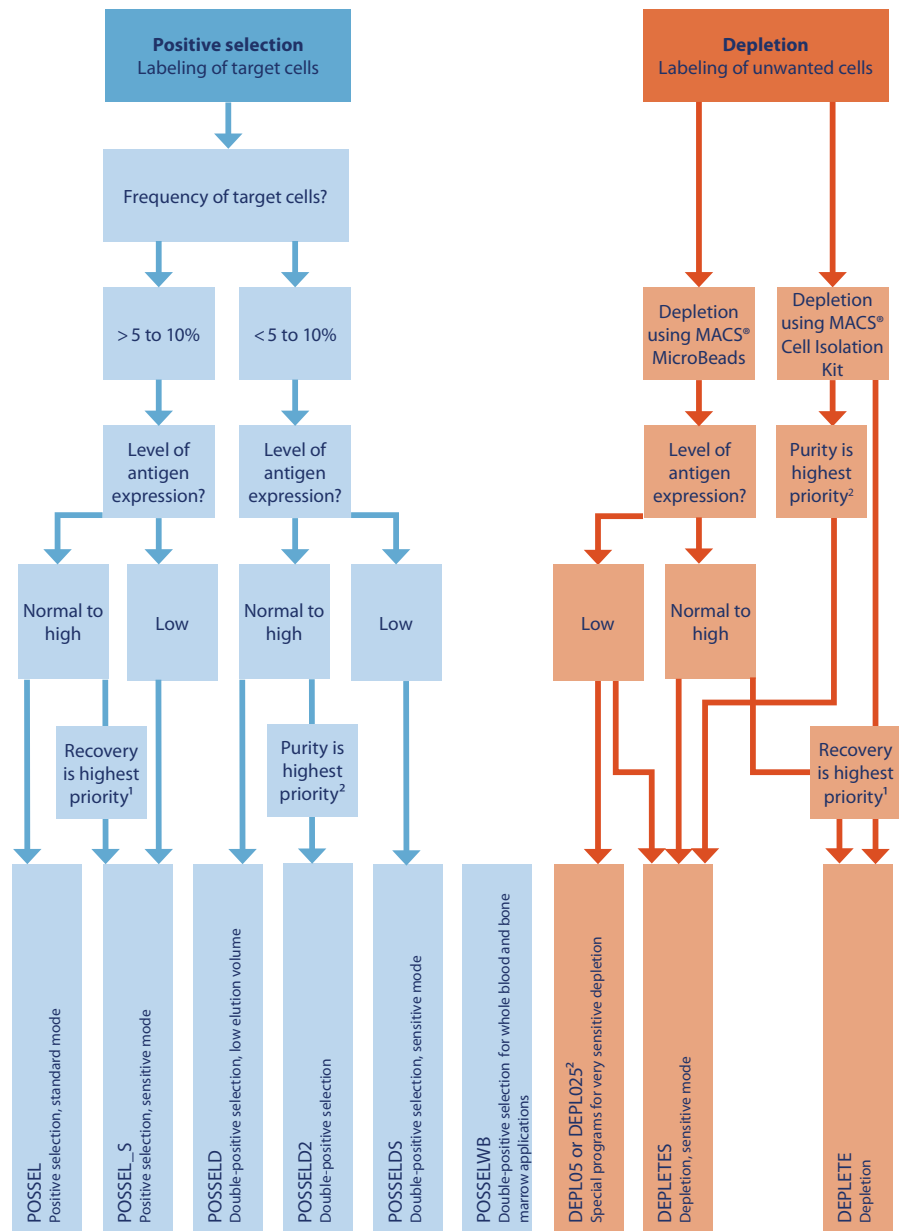 Positive selection
Labeling of target cells
Depletion
Labeling of unwanted cells
Frequency of target cells?
> 5 to 10%
< 5 to 10%
Depletion
using MACS®
MicroBeads
Depletion
using MACS®
Cell Isolation
Kit
Level of
antigen
expression?
Level of
antigen
expression?
Level of
antigen
expression?
Purity is
highest
priority²
Normal to
high
Low
Normal to
high
Low
Low
Normal to
high
Recovery
is highest
priority¹
Purity is
highest
priority²
Recovery
is highest
priority¹
POSSEL
Positive selection, standard mode
POSSEL_S
Positive selection, sensitive mode
POSSELD
Double-positive selection, low elution volume
POSSELD2
Double-positive selection
POSSELDS
Double-positive selection, sensitive mode
POSSELWB
Double-positive selection for whole blood and bone
marrow applications
DEPL05 or DEPL025²
Special programs for very sensitive depletion
DEPLETES
Depletion, sensitive mode
DEPLETE
Depletion